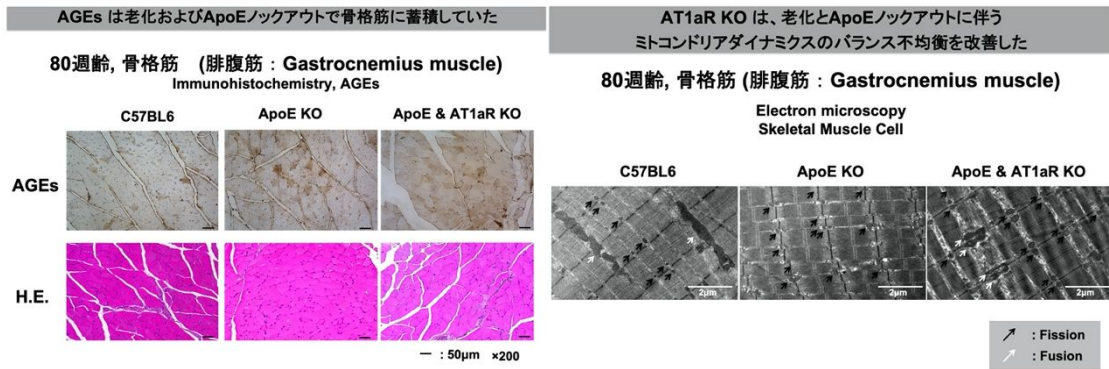 AGEs は老化およびApoEノックアウトで骨格筋に蓄積していた
80週齢, 骨格筋 (腓腹筋：Gastrocnemius muscle)
Immunohistochemistry, AGEs
C57BL6 ApoE KO ApoE & AT1aR KO
AGEs
H.E.
ー : 50μm ×200
AT1aR KO は、老化とApoEノックアウトに伴う
ミトコンドリアダイナミクスのバランス不均衡を改善した
80週齢, 骨格筋 (腓腹筋：Gastrocnemius muscle)
Electron microscopy
Skeletal Muscle Cell
C57BL6 ApoE KO ApoE & AT1aR KO
2μm 2μm 2μm
: Fission
: Fusion